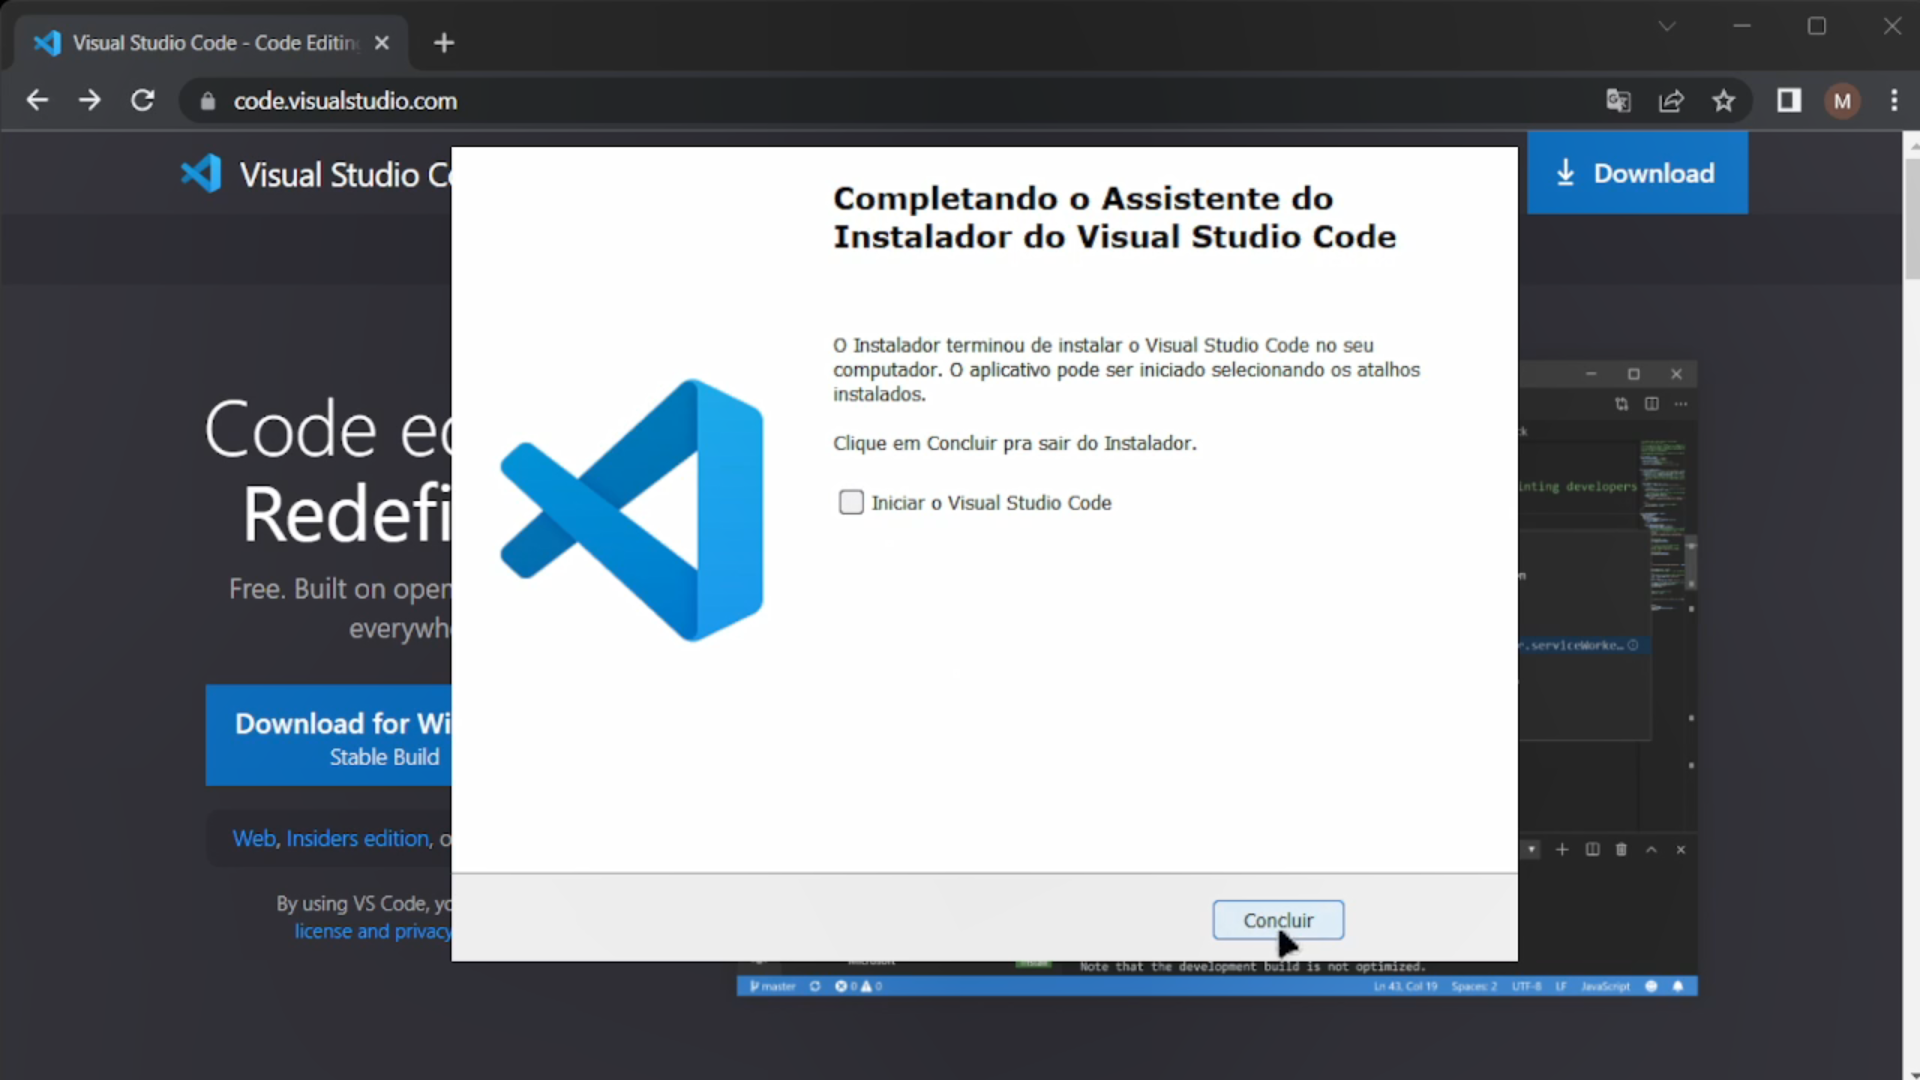 Visual Studio Code - Code Editin
code.visualstudio.com
M
Visual Studio C
Download
Completando o Assistente do
Instalador do Visual Studio Code
O Instalador terminou de instalar o Visual Studio Code no seu
computador. O aplicativo pode ser iniciado selecionando os atalhos
instalados.
Clique em Concluir pra sair do Instalador.
Iniciar o Visual Studio Code
Concluir
Code ed
Redefi
Free. Built on open
everywh
Download for Wi
Stable Build
Web, Insiders edition, o
By using VS Code, yo
license and privacy
inting developers
r.serviceWorke…
Note that the development build is not optimized.
master 0 0 Ln 43, Col 19 Spaces: 2 UTF-8 LF JavaScript